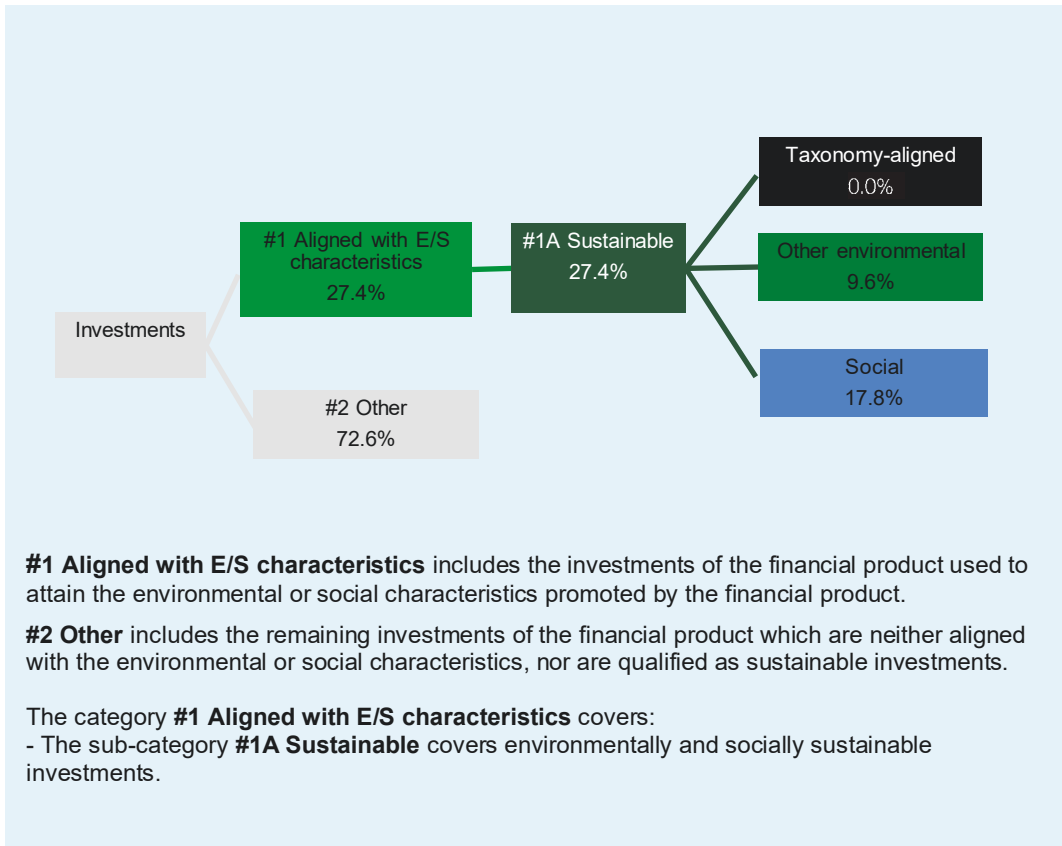 Taxonomy-aligned
0.0%
#1 Aligned with E/S
characteristics
27.4%
#1A Sustainable
27.4%
Other environmental
9.6%
Investments
Social
17.8%
#2 Other
72.6%
#1 Aligned with E/S characteristics includes the investments of the financial product used to
attain the environmental or social characteristics promoted by the financial product.
#2 Other includes the remaining investments of the financial product which are neither aligned
with the environmental or social characteristics, nor are qualified as sustainable investments.
The category #1 Aligned with E/S characteristics covers:
- The sub-category #1A Sustainable covers environmentally and socially sustainable
investments.